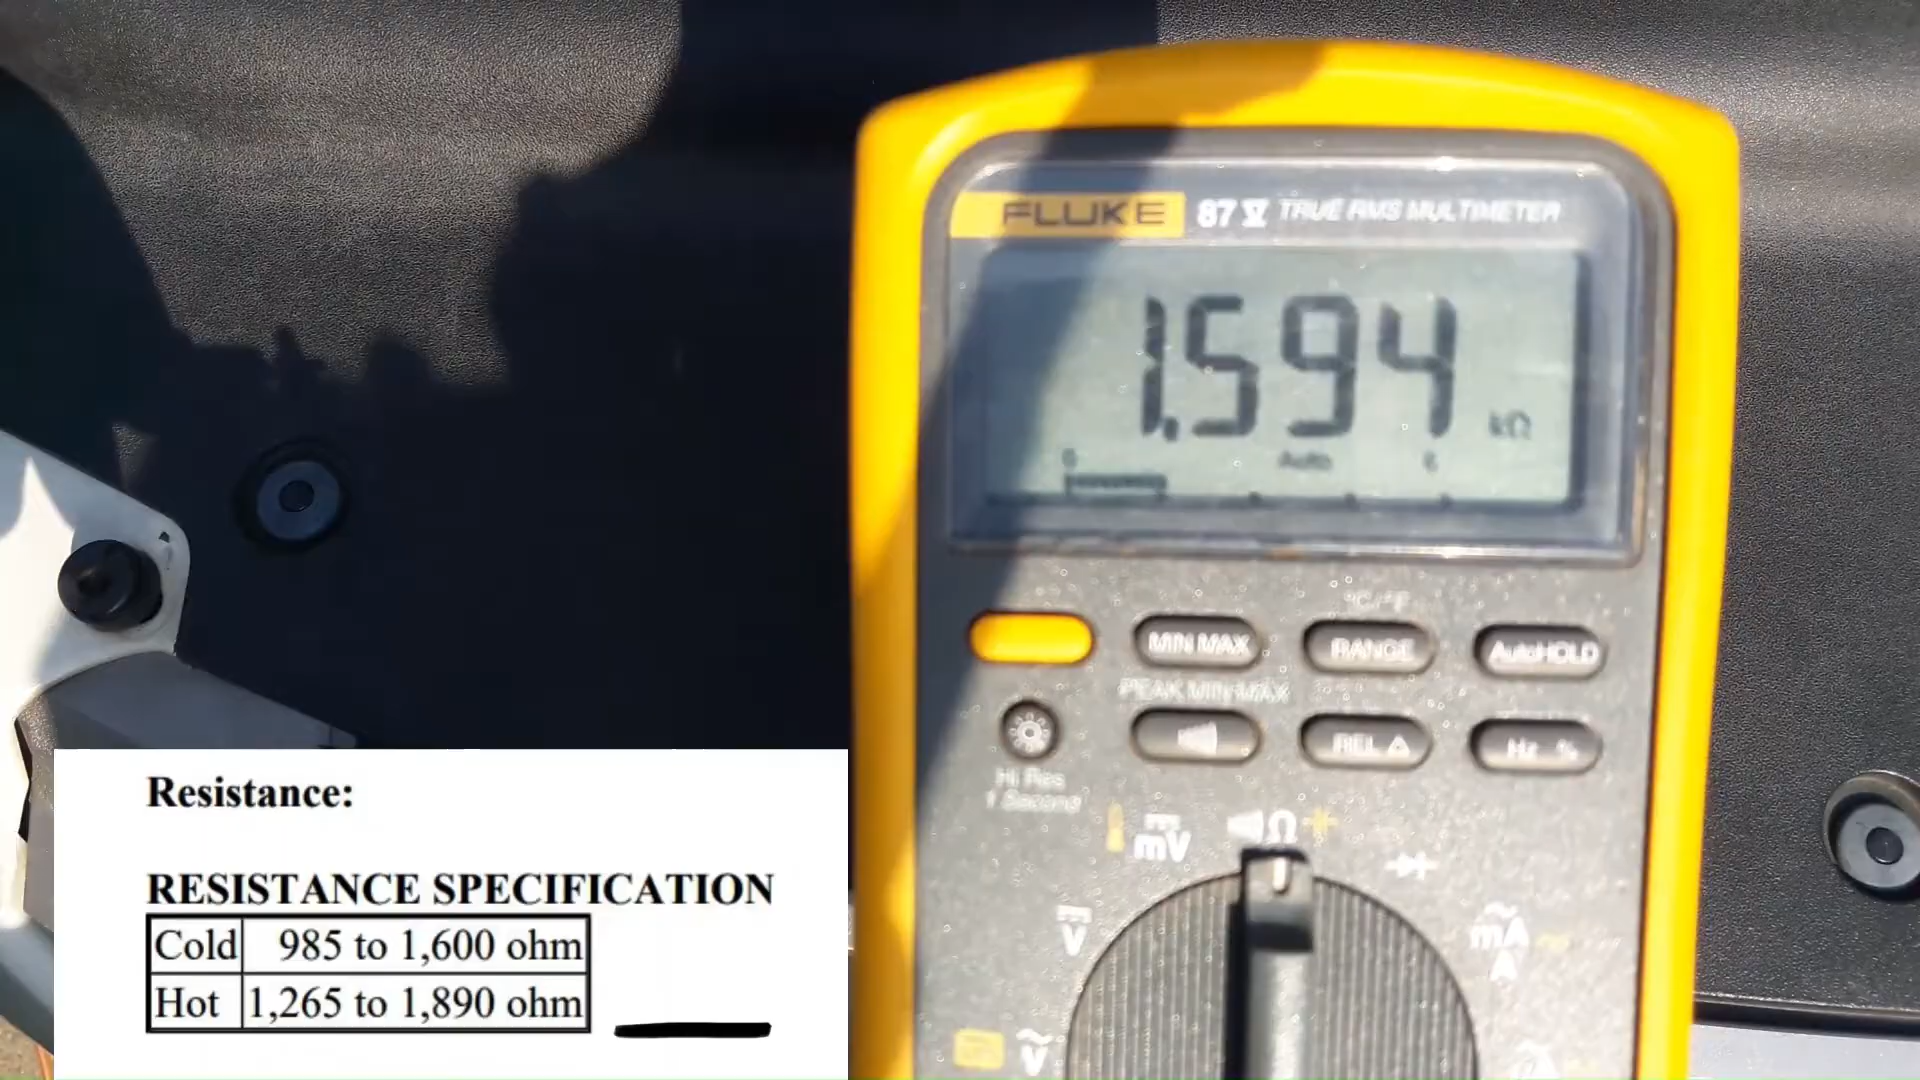 FLUKE 87 V TRUE RMS MULTIMETER
1.594 kΩ
0 Auto 6
MIN MAX RANGE AutoHOLD
PEAK MIN MAX
REL △ Hz %
Hi Res
1 Second
mV Ω
V mA
A
V
Resistance:
RESISTANCE SPECIFICATION
Cold 985 to 1,600 ohm
Hot 1,265 to 1,890 ohm